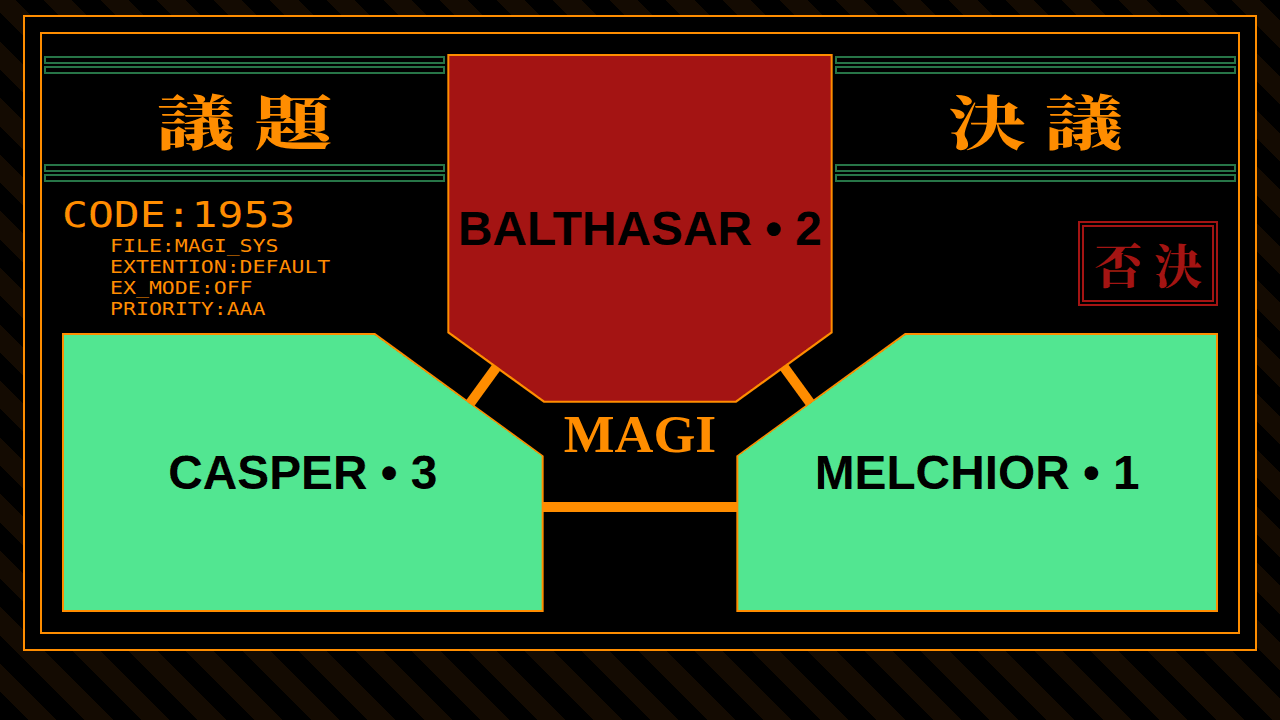 議題
決議
CODE:1953
FILE:MAGI_SYS
EXTENTION:DEFAULT
EX_MODE:OFF
PRIORITY:AAA
BALTHASAR • 2
否決
MAGI
CASPER • 3
MELCHIOR • 1